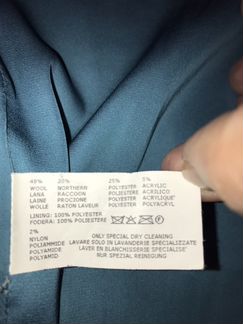 48% 20% 25% 5%
WOOL NORTHERN POLYESTER ACRYLIC
LANA RACCOON POLIESTERE ACRILICO
LAINE PROCIONE POLYESTER ACRYLIQUE
WOLLE RATON LAVEUR POLYESTER POLYACRYL
LINING: 100% POLYESTER
FODERA: 100% POLIESTERE
2%
NYLON ONLY SPECIAL DRY CLEANING
POLIAMMIDE LAVARE SOLO IN LAVANDERIE SPECIALIZZATE
POLYAMIDE LAVER EN BLANCHISSERIE SPECIALISEE
POLYAMID NUR SPEZIAL REINIGUNG